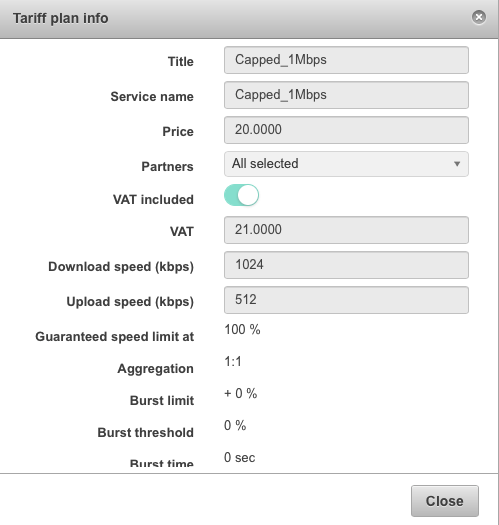 Tariff plan info
Title Capped_1Mbps
Service name Capped_1Mbps
Price 20.0000
Partners All selected
VAT included
VAT 21.0000
Download speed (kbps) 1024
Upload speed (kbps) 512
Guaranteed speed limit at 100 %
Aggregation 1:1
Burst limit + 0 %
Burst threshold 0 %
Burst time 0 sec
Close